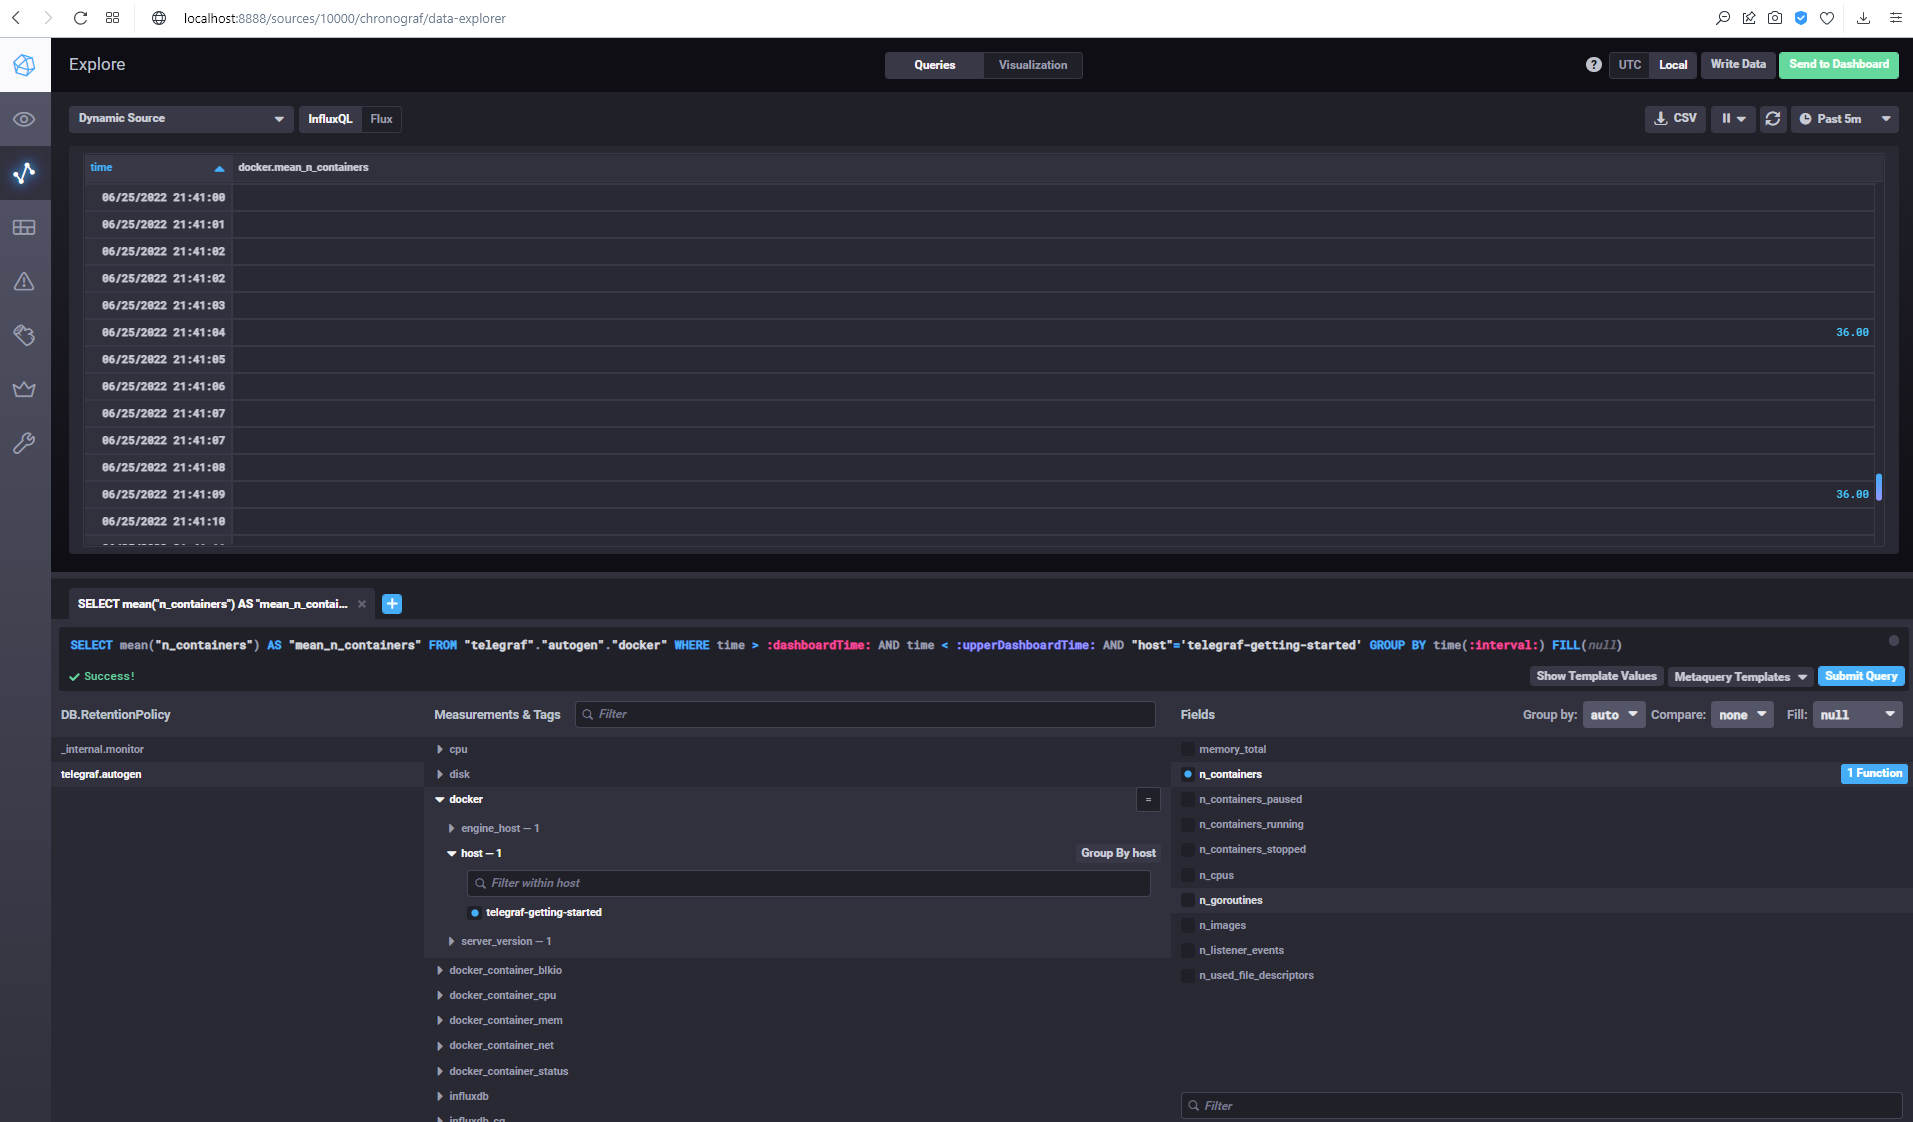 localhost:8888/sources/10000/chronograf/data-explorer
Explore
Queries Visualization
? UTC Local Write Data Send to Dashboard
Dynamic Source InfluxQL Flux
CSV Past 5m
time docker.mean_n_containers
06/25/2022 21:41:00
06/25/2022 21:41:01
06/25/2022 21:41:02
06/25/2022 21:41:02
06/25/2022 21:41:03
06/25/2022 21:41:04 36.00
06/25/2022 21:41:05
06/25/2022 21:41:06
06/25/2022 21:41:07
06/25/2022 21:41:07
06/25/2022 21:41:08
06/25/2022 21:41:09 36.00
06/25/2022 21:41:10
SELECT mean("n_containers") AS "mean_n_contai... × +
SELECT mean("n_containers") AS "mean_n_containers" FROM "telegraf"."autogen"."docker" WHERE time > :dashboardTime: AND time < :upperDashboardTime: AND "host"='telegraf-getting-started' GROUP BY time(:interval:) FILL(null)
Success!
Show Template Values Metaquery Templates Submit Query
DB.RetentionPolicy Measurements & Tags Filter Fields Group by: auto Compare: none Fill: null
_internal.monitor
telegraf.autogen
cpu
disk
docker =
engine_host — 1
host — 1 Group By host
Filter within host
telegraf-getting-started
server_version — 1
docker_container_blkio
docker_container_cpu
docker_container_mem
docker_container_net
docker_container_status
influxdb
influxdb_cq
memory_total
n_containers 1 Function
n_containers_paused
n_containers_running
n_containers_stopped
n_cpus
n_goroutines
n_images
n_listener_events
n_used_file_descriptors
Filter